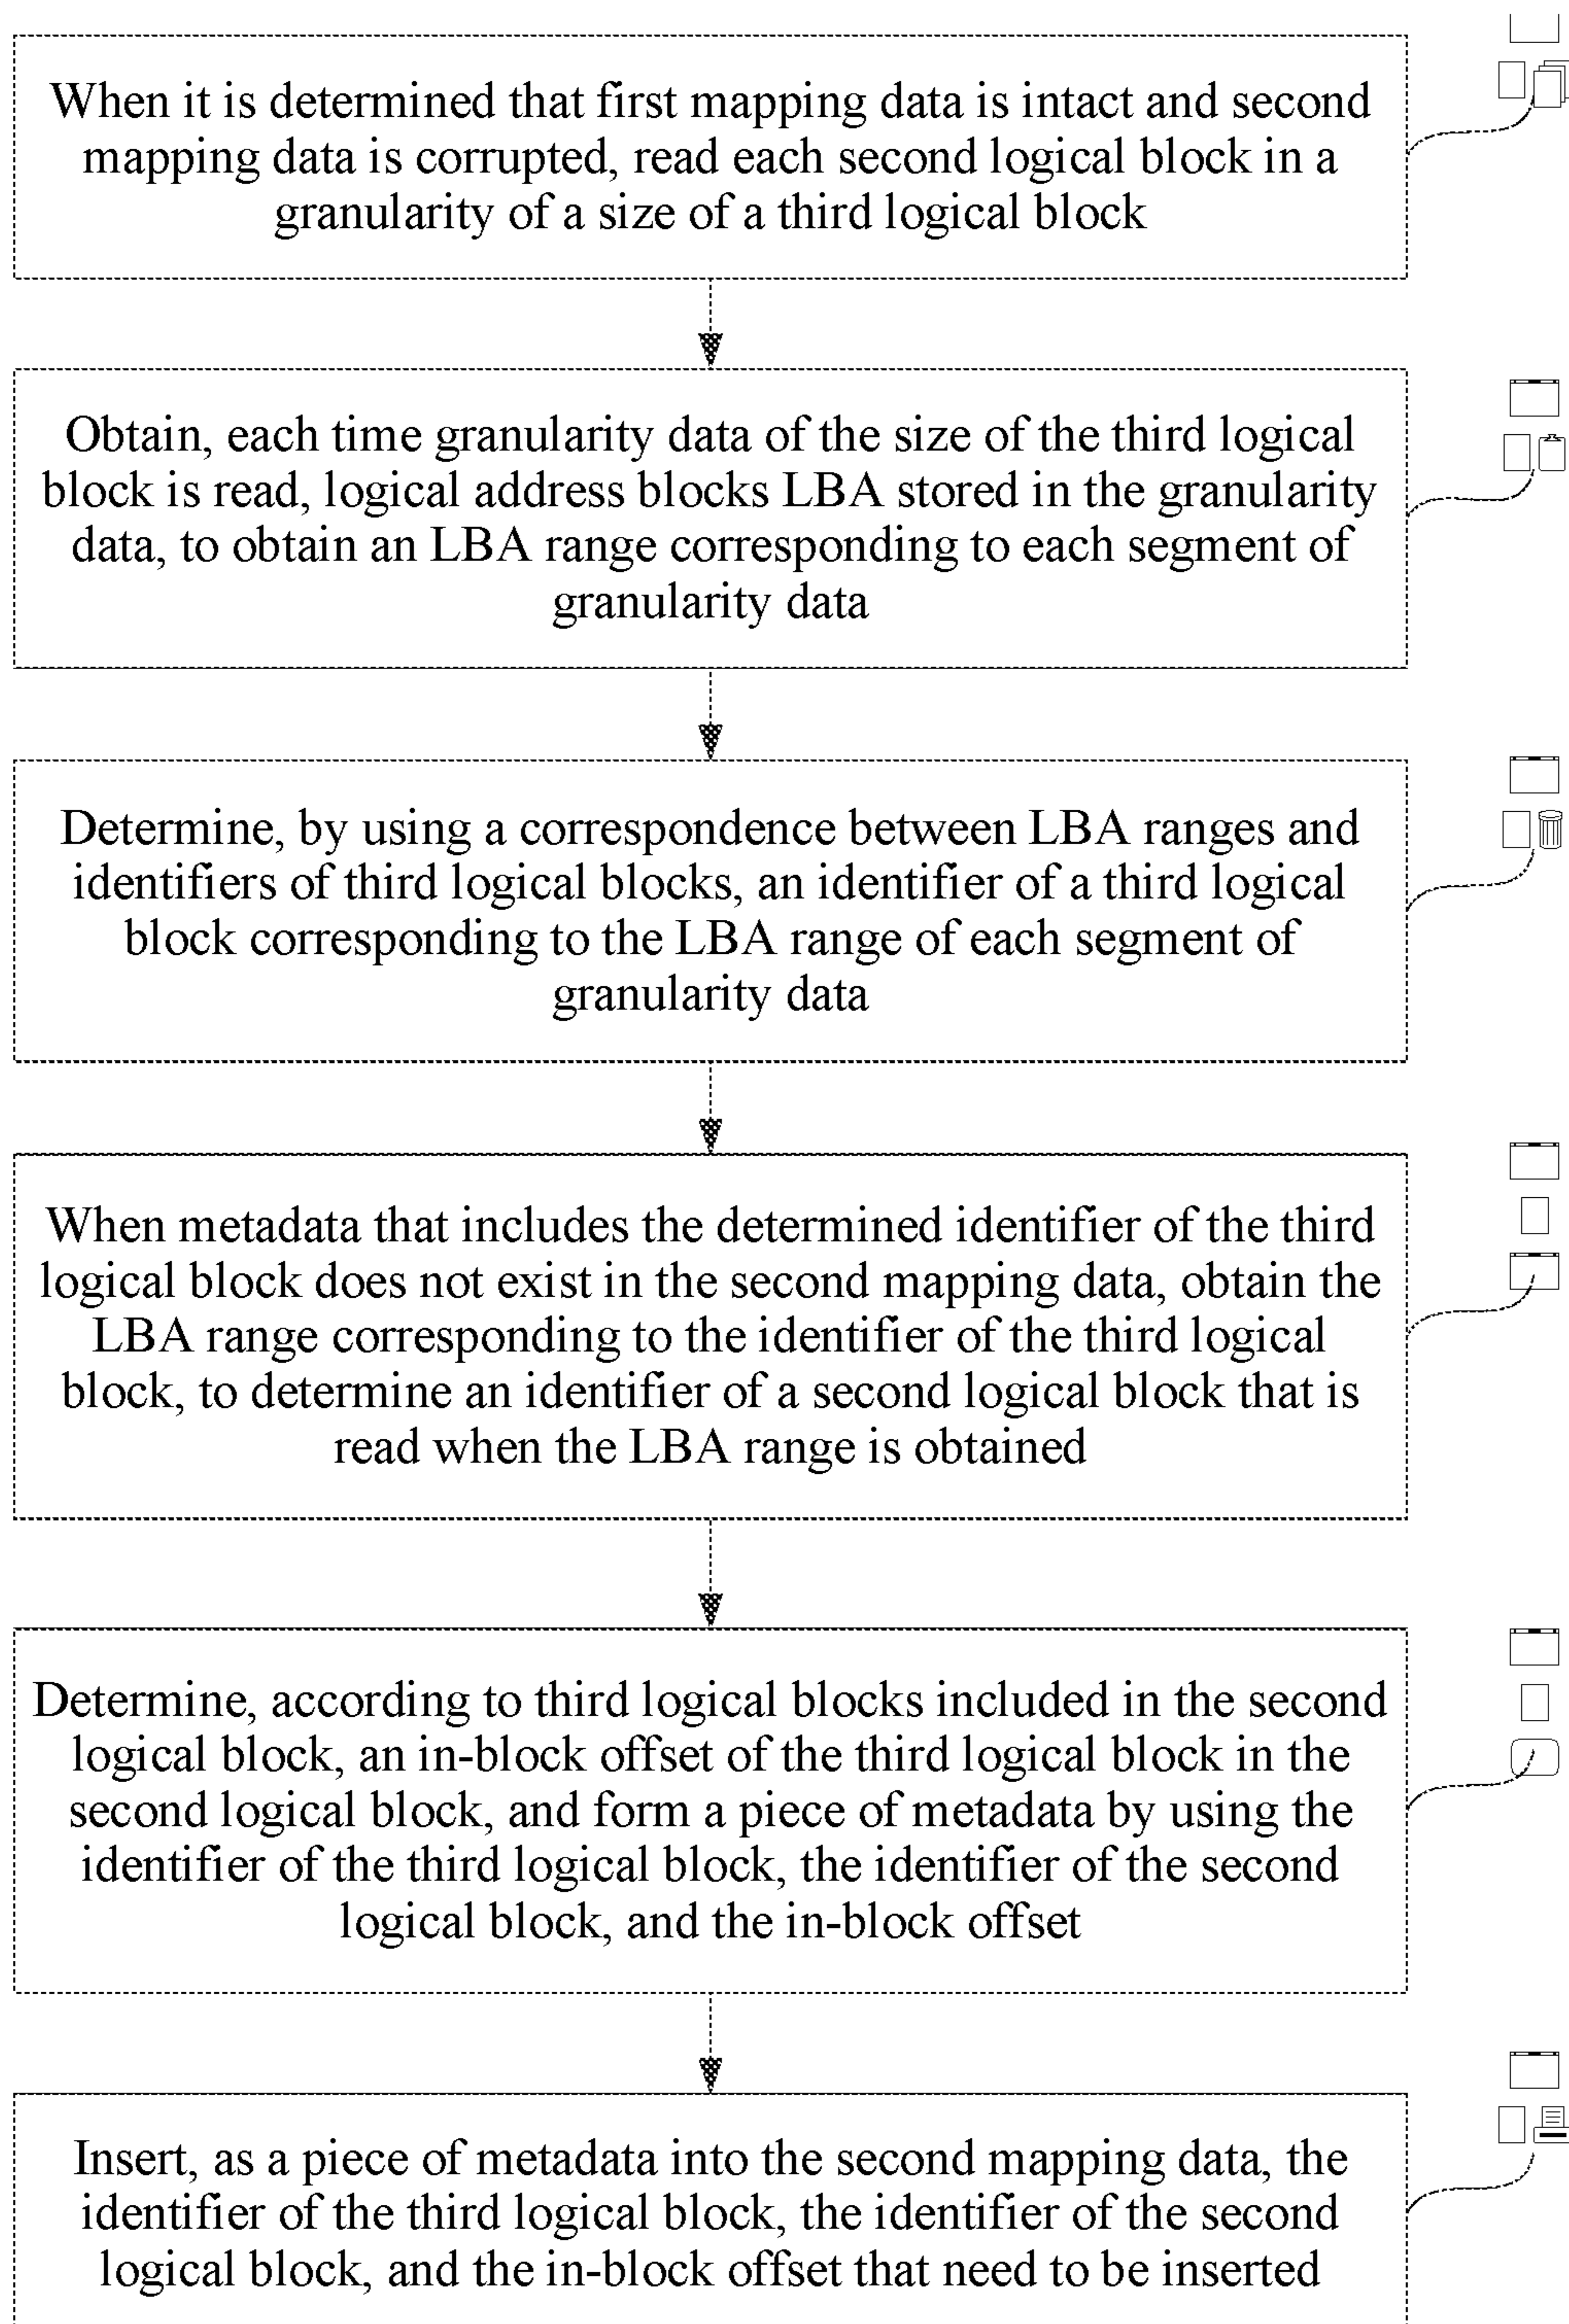 When it is determined that first mapping data is intact and second
mapping data is corrupted, read each second logical block in a
granularity of a size of a third logical block
Obtain, each time granularity data of the size of the third logical
block is read, logical address blocks LBA stored in the granularity
data, to obtain an LBA range corresponding to each segment of
granularity data
Determine, by using a correspondence between LBA ranges and
identifiers of third logical blocks, an identifier of a third logical
block corresponding to the LBA range of each segment of
granularity data
When metadata that includes the determined identifier of the third
logical block does not exist in the second mapping data, obtain the
LBA range corresponding to the identifier of the third logical
block, to determine an identifier of a second logical block that is
read when the LBA range is obtained
Determine, according to third logical blocks included in the second
logical block, an in-block offset of the third logical block in the
second logical block, and form a piece of metadata by using the
identifier of the third logical block, the identifier of the second
logical block, and the in-block offset
Insert, as a piece of metadata into the second mapping data, the
identifier of the third logical block, the identifier of the second
logical block, and the in-block offset that need to be inserted